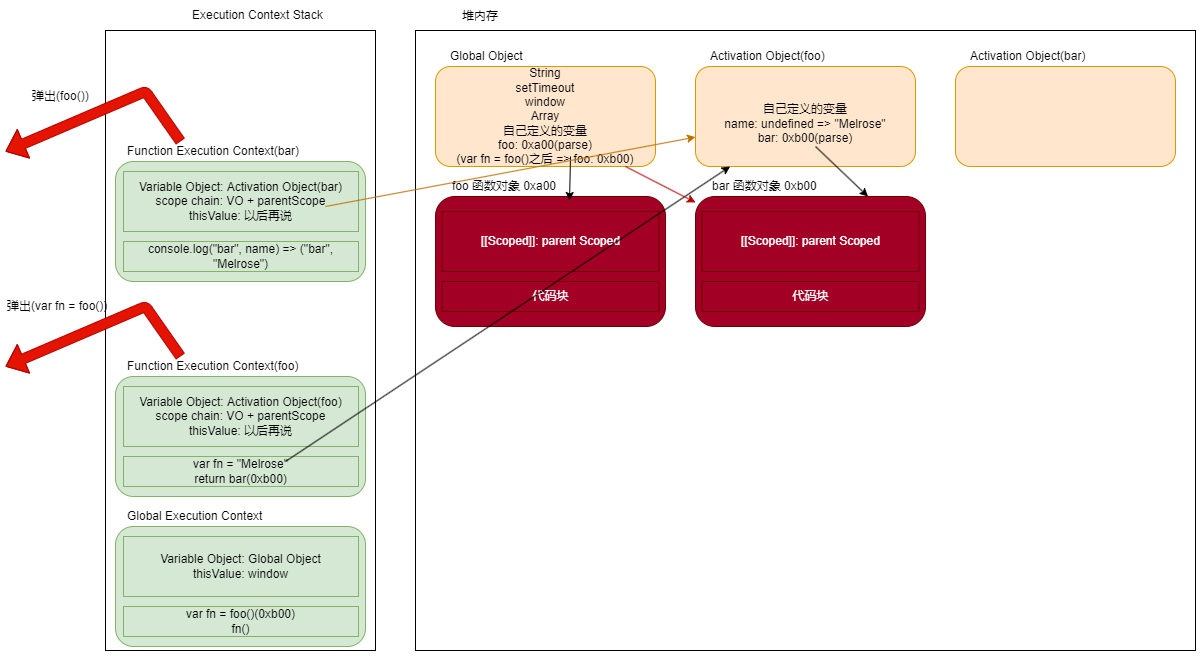 Execution Context Stack
弹出(foo())
Function Execution Context(bar)
Variable Object: Activation Object(bar)
scope chain: VO + parentScope
thisValue: 以后再说
console.log("bar", name) => ("bar",
"Melrose")
弹出(var fn = foo())
Function Execution Context(foo)
Variable Object: Activation Object(foo)
scope chain: VO + parentScope
thisValue: 以后再说
var fn = "Melrose"
return bar(0xb00)
Global Execution Context
Variable Object: Global Object
thisValue: window
var fn = foo()(0xb00)
fn()
堆内存
Global Object
String
setTimeout
window
Array
自己定义的变量
foo: 0xa00(parse)
(var fn = foo()之后 => foo: 0xb00)
Activation Object(foo)
自己定义的变量
name: undefined => "Melrose"
bar: 0xb00(parse)
Activation Object(bar)
foo 函数对象 0xa00
[[Scoped]]: parent Scoped
代码块
bar 函数对象 0xb00
[[Scoped]]: parent Scoped
代码块